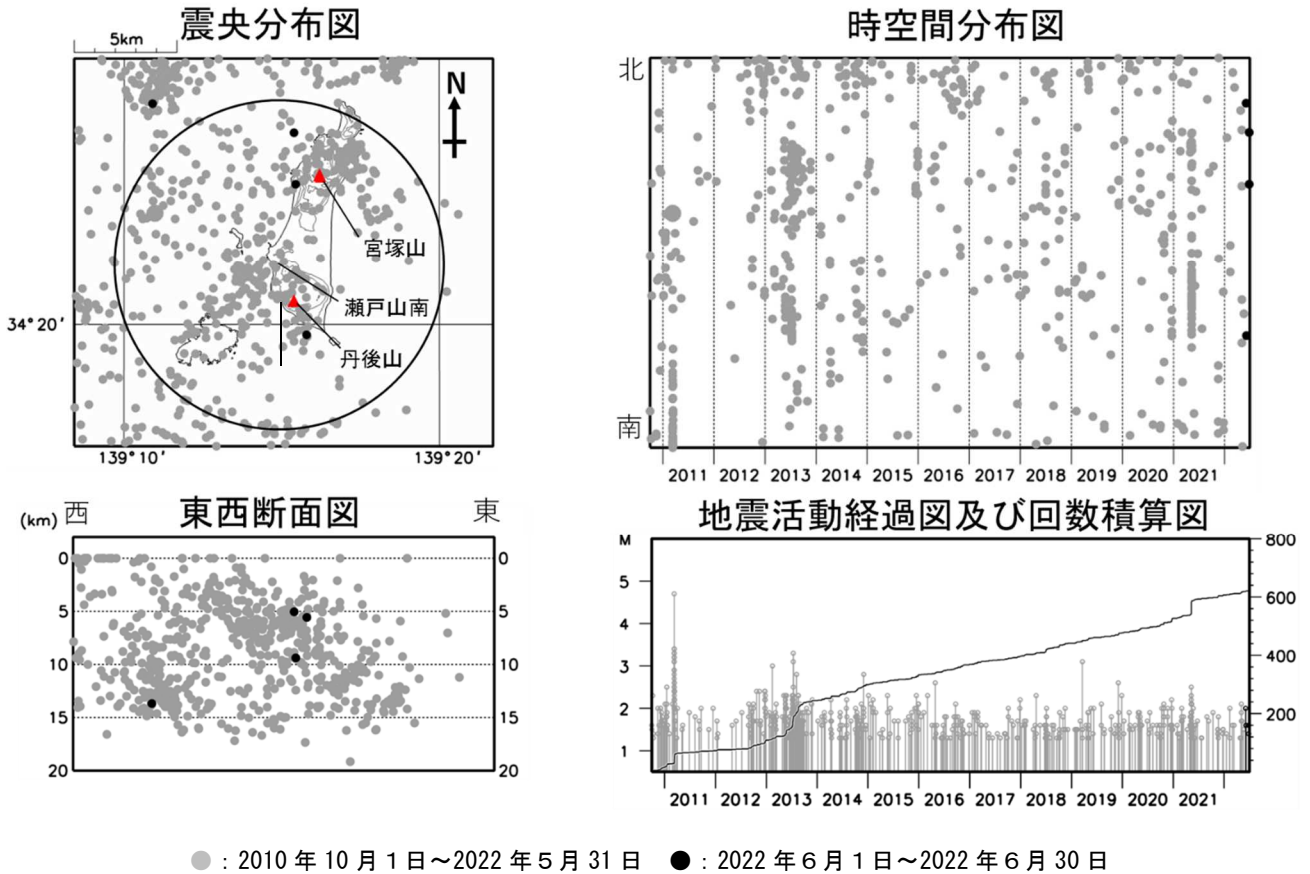 震央分布図
5km
N
宮塚山
瀬戸山南
丹後山
34°20′
139°10′
139°20′
時空間分布図
北
南
2011 2012 2013 2014 2015 2016 2017 2018 2019 2020 2021
東西断面図
(km) 西
東
0 0
5 5
10 10
15 15
20 20
地震活動経過図及び回数積算図
M
5
4
3
2
1
800
600
400
200
2011 2012 2013 2014 2015 2016 2017 2018 2019 2020 2021
●：2010 年 10 月１日～2022 年５月 31 日 ●：2022 年６月１日～2022 年６月 30 日